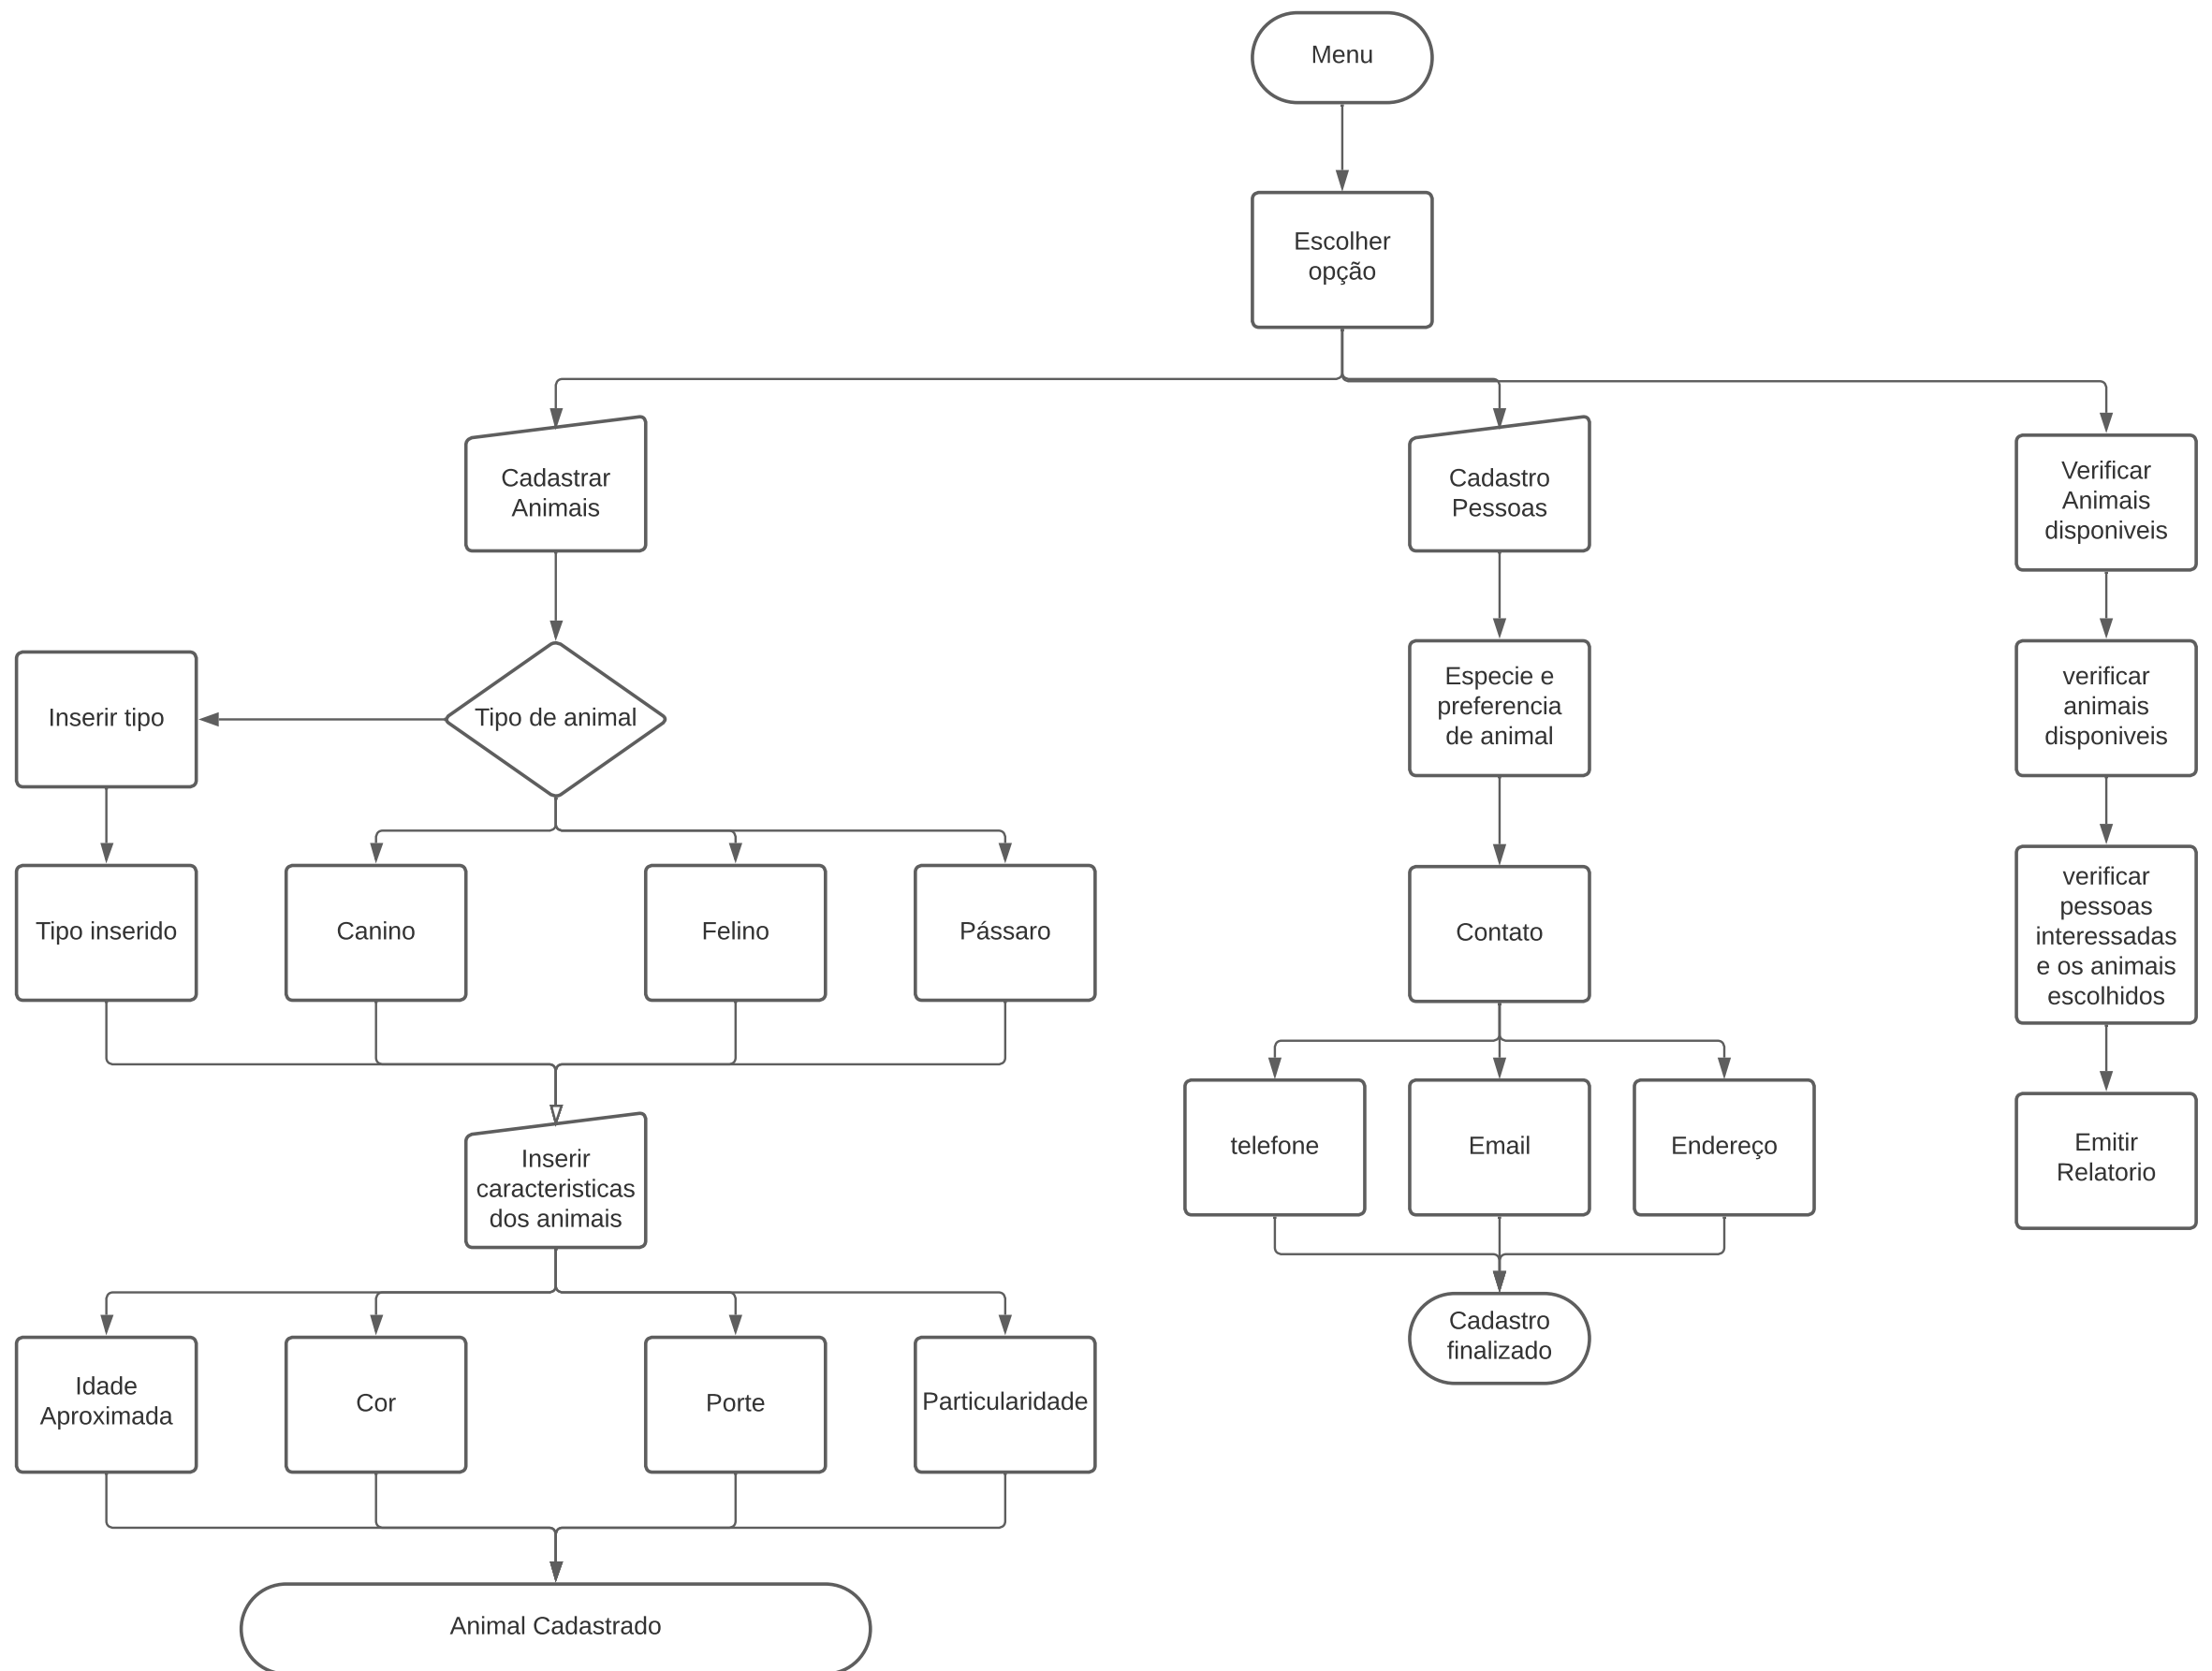 Menu
Escolher
opção
Cadastrar
Animais
Cadastro
Pessoas
Verificar
Animais
disponiveis
Inserir tipo
Tipo de animal
Especie e
preferencia
de animal
verificar
animais
disponiveis
Tipo inserido
Canino
Felino
Pássaro
Contato
verificar
pessoas
interessadas
e os animais
escolhidos
Inserir
caracteristicas
dos animais
telefone
Email
Endereço
Emitir
Relatorio
Cadastro
finalizado
Idade
Aproximada
Cor
Porte
Particularidade
Animal Cadastrado